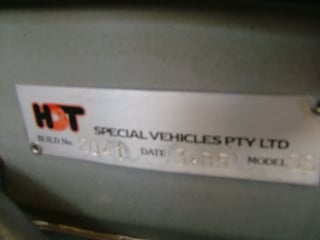 HDT SPECIAL VEHICLES PTY LTD
BUILD No. DATE MODEL